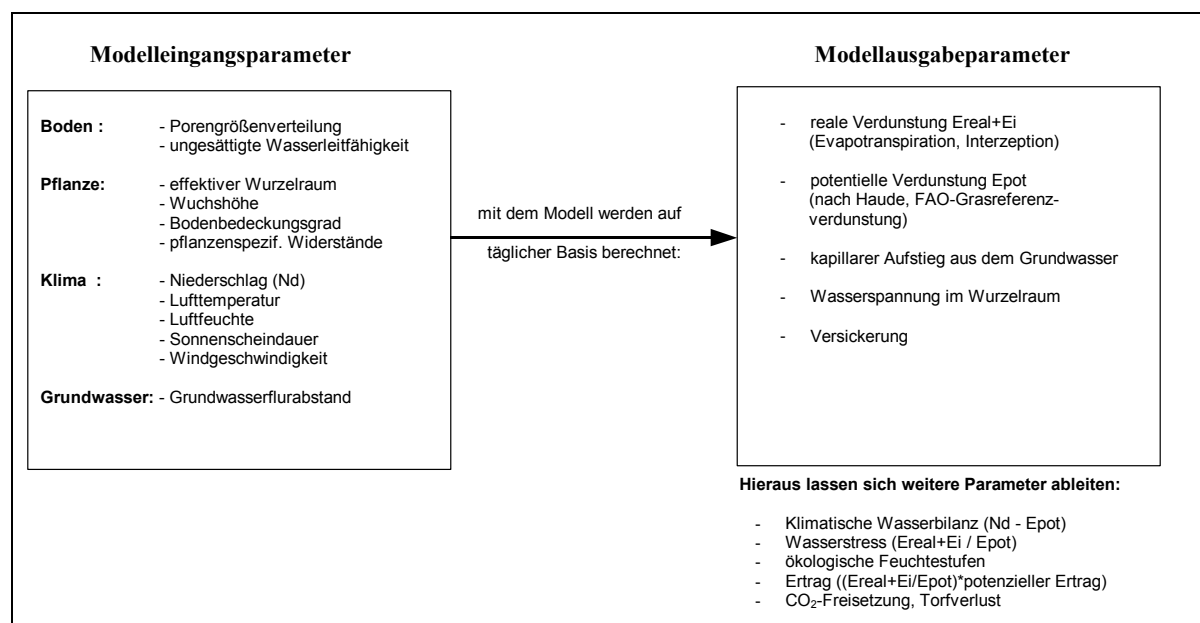 Modelleingangsparameter
Boden : - Porengrößenverteilung
- ungesättigte Wasserleitfähigkeit
Pflanze: - effektiver Wurzelraum
- Wuchshöhe
- Bodenbedeckungsgrad
- pflanzenspezif. Widerstände
Klima : - Niederschlag (Nd)
- Lufttemperatur
- Luftfeuchte
- Sonnenscheindauer
- Windgeschwindigkeit
Grundwasser: - Grundwasserflurabstand
mit dem Modell werden auf
täglicher Basis berechnet:
Modellausgabeparameter
- reale Verdunstung Ereal+Ei
(Evapotranspiration, Interzeption)
- potentielle Verdunstung Epot
(nach Haude, FAO-Grasreferenz-
verdunstung)
- kapillarer Aufstieg aus dem Grundwasser
- Wasserspannung im Wurzelraum
- Versickerung
Hieraus lassen sich weitere Parameter ableiten:
- Klimatische Wasserbilanz (Nd - Epot)
- Wasserstress (Ereal+Ei / Epot)
- ökologische Feuchtestufen
- Ertrag ((Ereal+Ei/Epot)*potenzieller Ertrag)
- CO₂-Freisetzung, Torfverlust